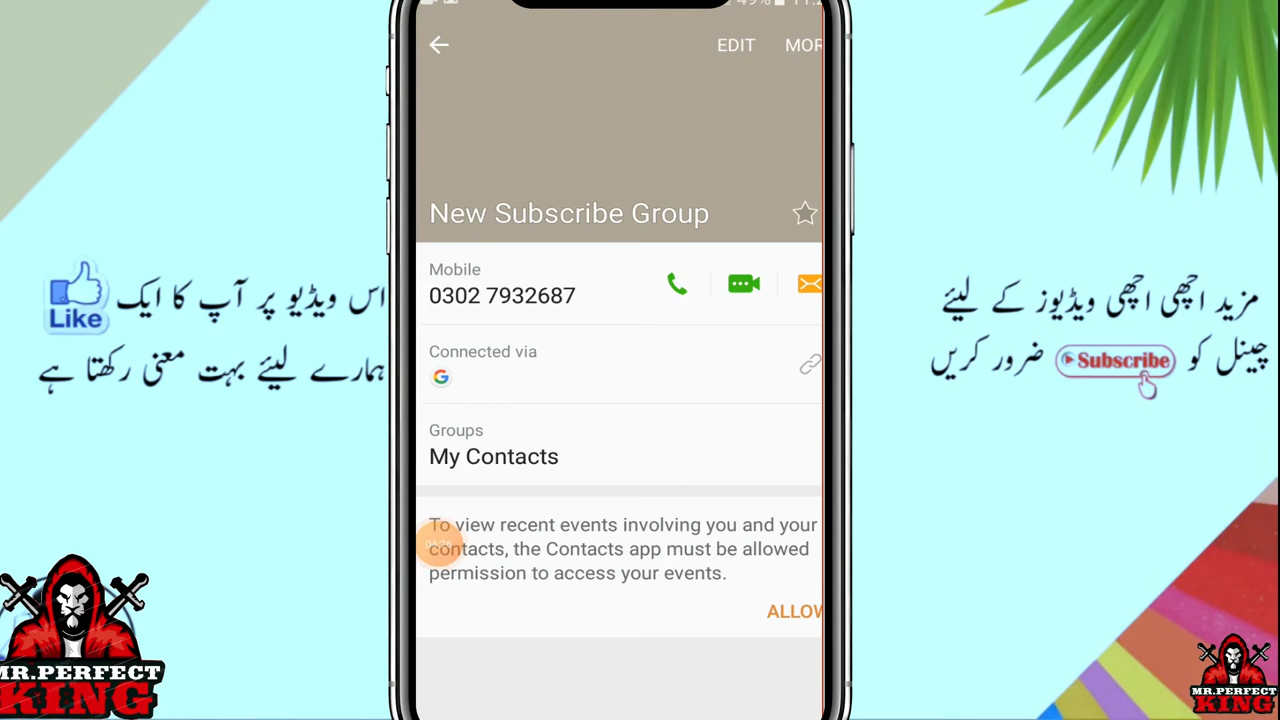 49%
EDIT
MOR
New Subscribe Group
Mobile
0302 7932687
Connected via
G
Groups
My Contacts
To view recent events involving you and your
contacts, the Contacts app must be allowed
permission to access your events.
ALLOW
04:26
اس ویڈیو پر آپ کا ایک Like
ہمارے لیئے بہت معنی رکھتا ہے
مزید اچھی اچھی ویڈیوز کے لیئے
چینل کو Subscribe ضرور کریں
MR.PERFECT
KING
MR.PERFECT
KING